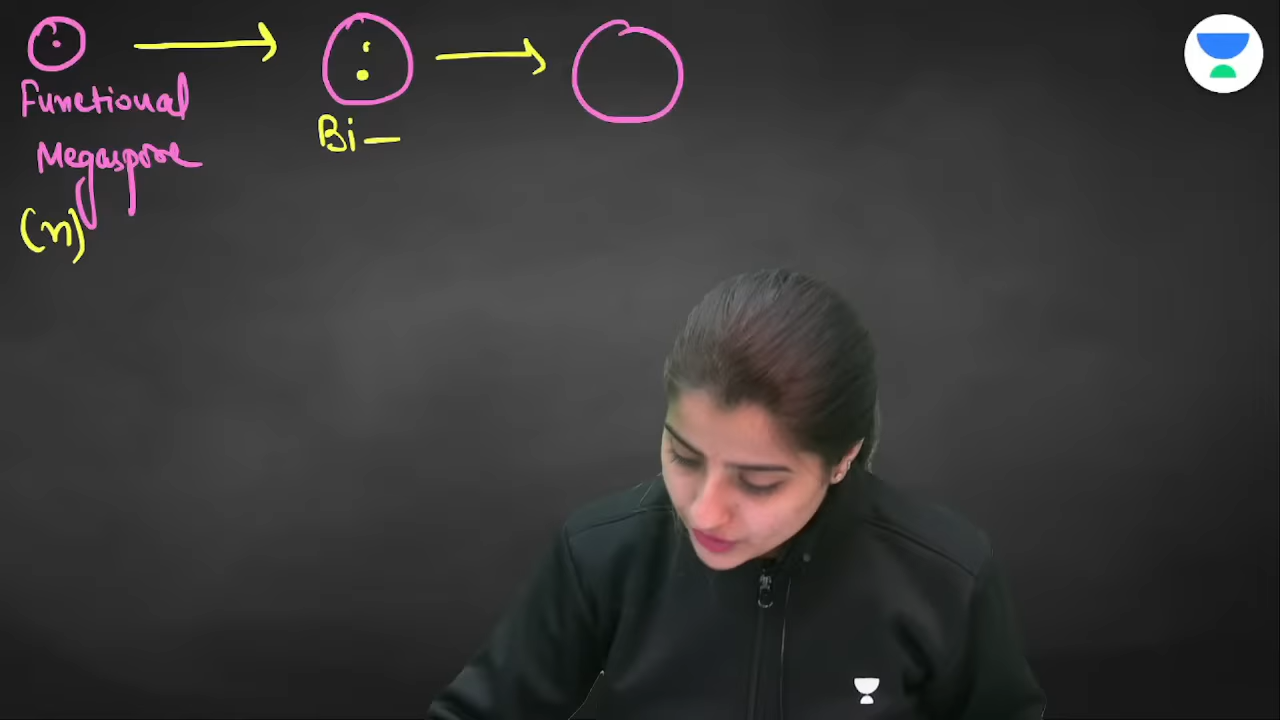 Functional
Megaspore
(n)
Bi —